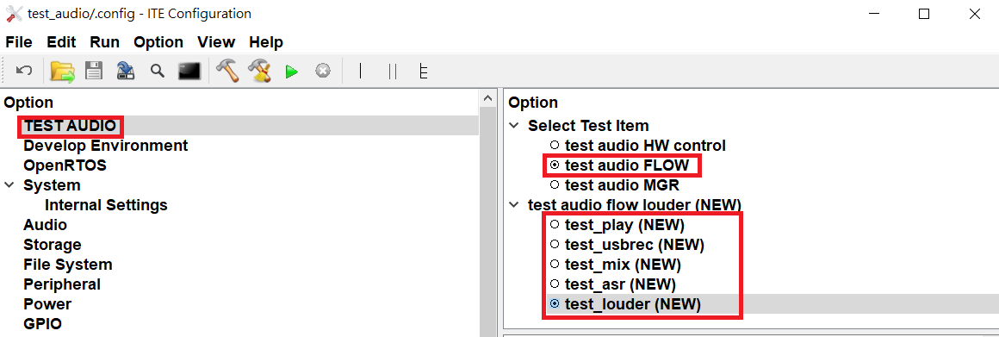 test_audio/.config - ITE Configuration
File Edit Run Option View Help
Option
TEST AUDIO
Develop Environment
OpenRTOS
System
Internal Settings
Audio
Storage
File System
Peripheral
Power
GPIO
Option
Select Test Item
test audio HW control
test audio FLOW
test audio MGR
test audio flow louder (NEW)
test_play (NEW)
test_usbrec (NEW)
test_mix (NEW)
test_asr (NEW)
test_louder (NEW)